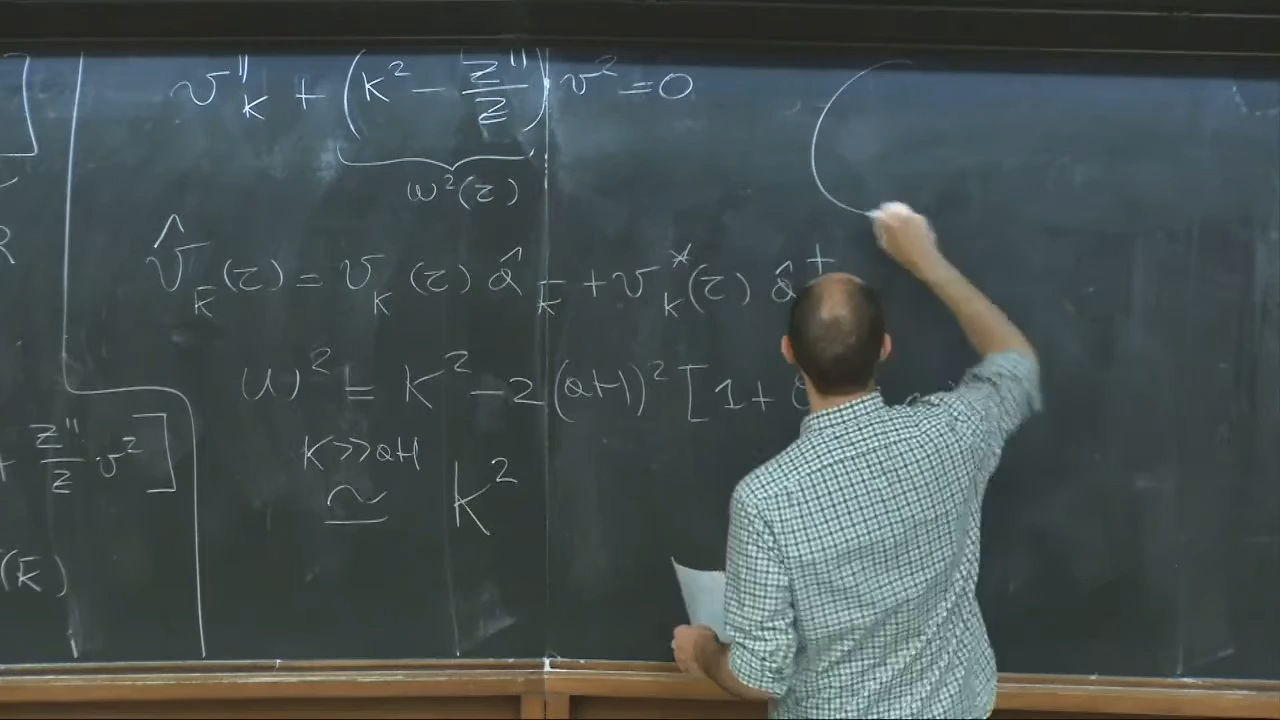 v''_k + (k² − z''/z) v² = 0
ω²(τ)
v̂_k̄(τ) = v_k(τ) â_k̄ + v*_k(τ) â†
ω² = k² − 2(aH)² [1 +
k>>aH
≃ k²
+ z''/z v² ]
(k̄)